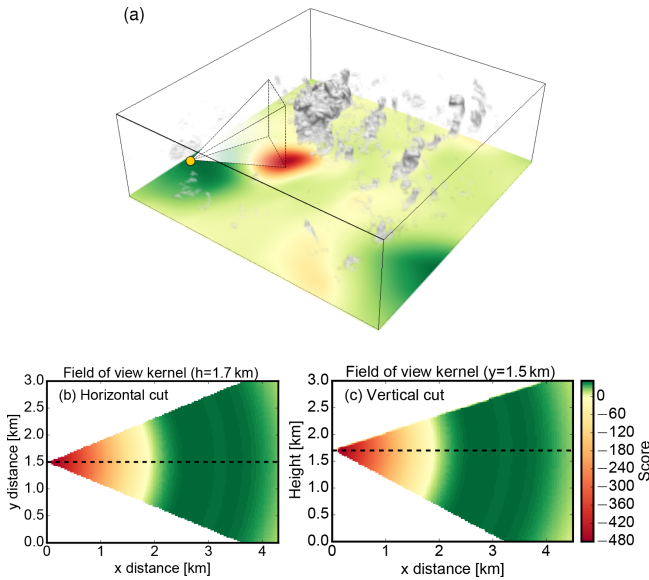 (a)
Field of view kernel (h=1.7 km)
(b) Horizontal cut
y distance [km]
3.0
2.5
2.0
1.5
1.0
0.5
0.0
0 1 2 3 4
x distance [km]
Field of view kernel (y=1.5 km)
(c) Vertical cut
Height [km]
3.0
2.5
2.0
1.5
1.0
0.5
0.0
0 1 2 3 4
x distance [km]
0
−60
−120
−180
−240
−300
−360
−420
−480
Score